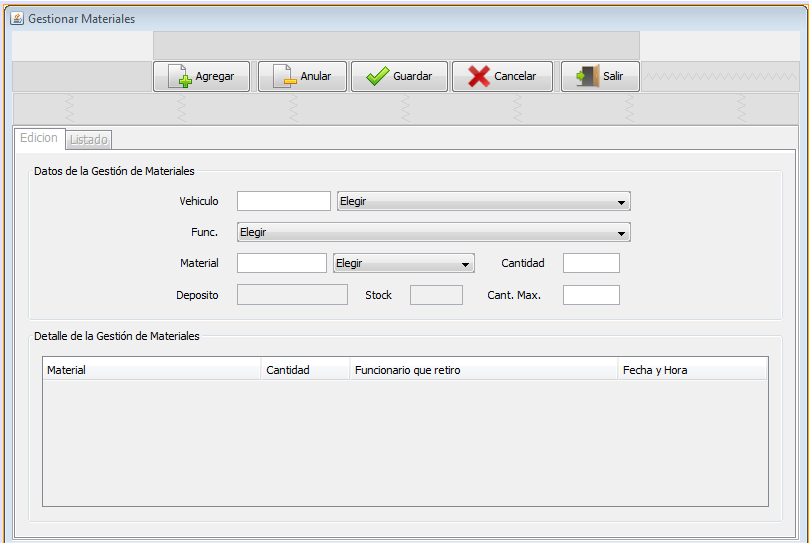 Gestionar Materiales
Agregar Anular Guardar Cancelar Salir
Edicion Listado
Datos de la Gestión de Materiales
Vehiculo Elegir
Func. Elegir
Material Elegir Cantidad
Deposito Stock Cant. Max.
Detalle de la Gestión de Materiales
Material Cantidad Funcionario que retiro Fecha y Hora